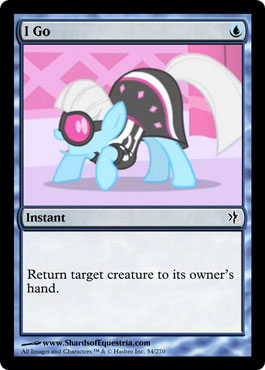 I Go
Instant
Return target creature to its owner's
hand.
www.ShardsofEquestria.com
All Images and Characters ™ & © Hasbro Inc. 54/270